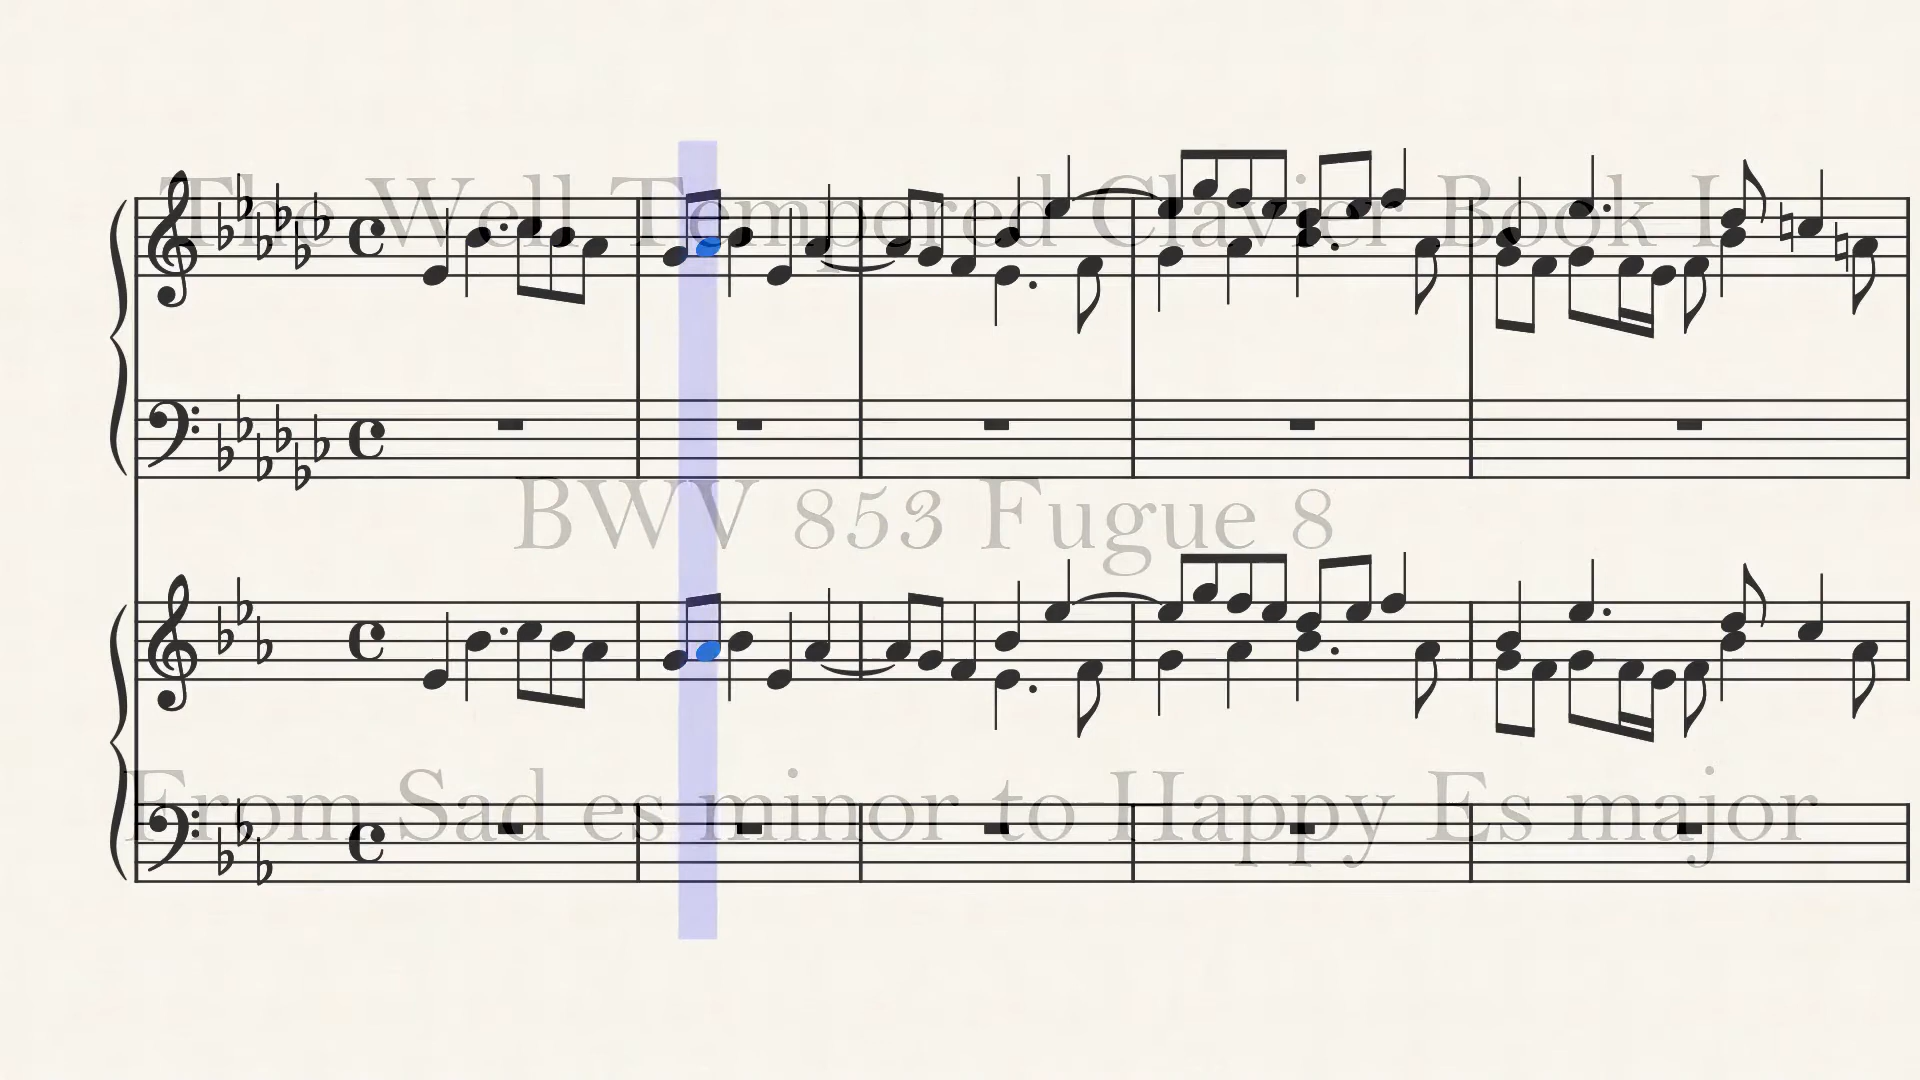 The Well Tempered Clavier Book I
BWV 853 Fugue 8
From Sad es minor to Happy Es major